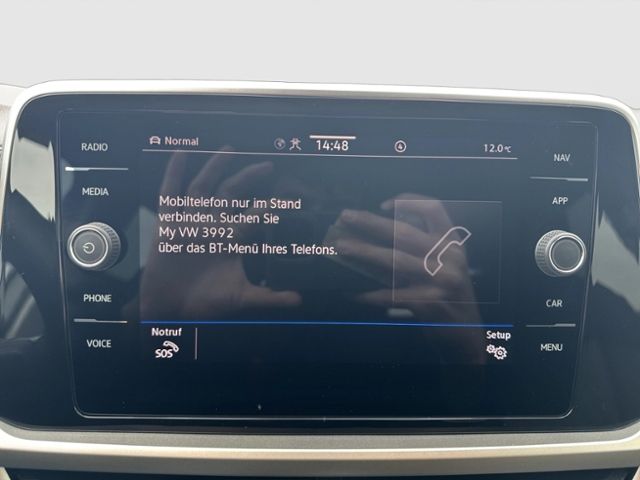 RADIO
MEDIA
PHONE
VOICE
Normal
14:48
4
12.0°C
Mobiltelefon nur im Stand
verbinden. Suchen Sie
My VW 3992
über das BT-Menü Ihres Telefons.
Notruf
SOS
Setup
NAV
APP
CAR
MENU